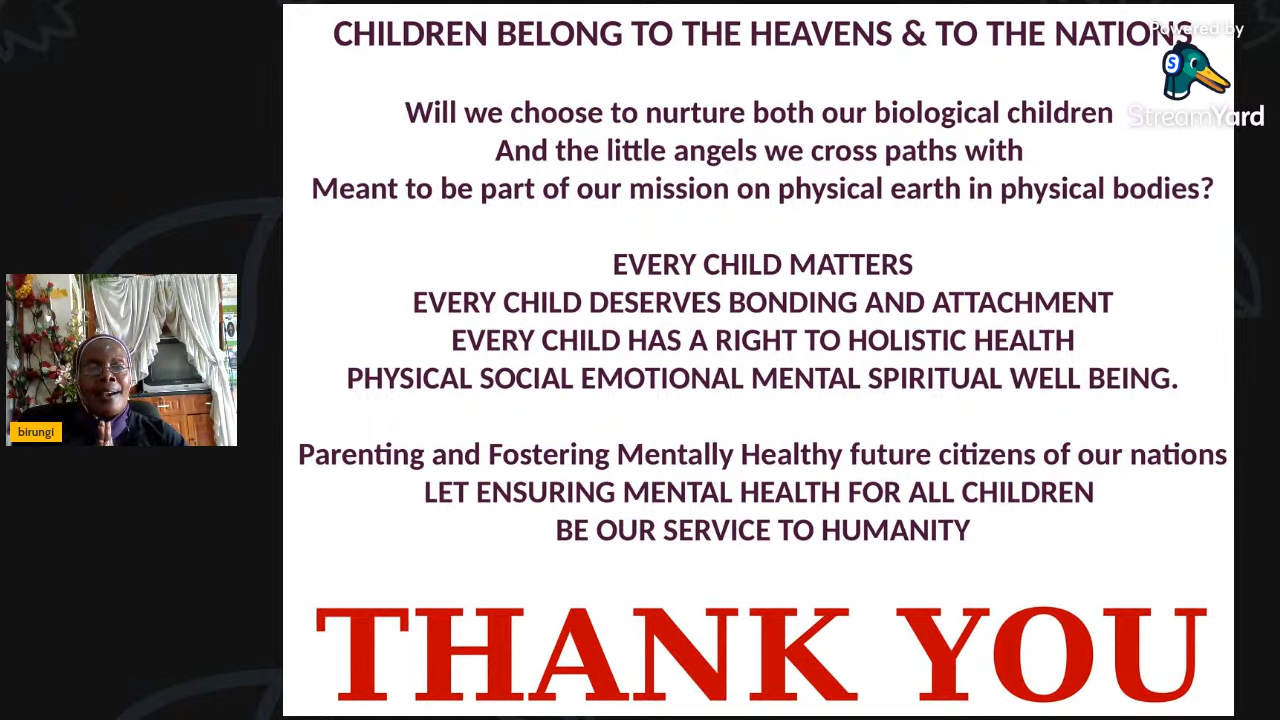 CHILDREN BELONG TO THE HEAVENS & TO THE NATIONS
Powered by
StreamYard
S
Will we choose to nurture both our biological children
And the little angels we cross paths with
Meant to be part of our mission on physical earth in physical bodies?
EVERY CHILD MATTERS
EVERY CHILD DESERVES BONDING AND ATTACHMENT
EVERY CHILD HAS A RIGHT TO HOLISTIC HEALTH
PHYSICAL SOCIAL EMOTIONAL MENTAL SPIRITUAL WELL BEING.
birungi
Parenting and Fostering Mentally Healthy future citizens of our nations
LET ENSURING MENTAL HEALTH FOR ALL CHILDREN
BE OUR SERVICE TO HUMANITY
THANK YOU